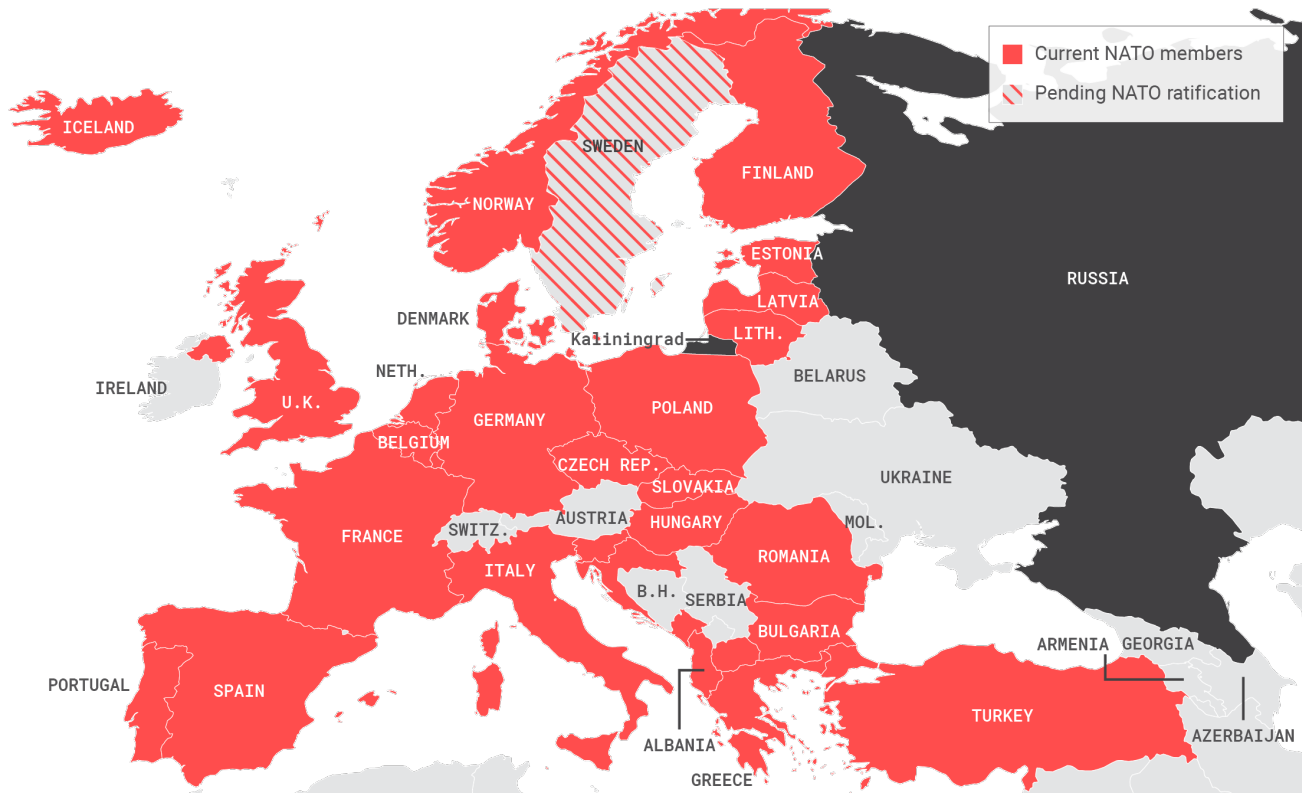 Current NATO members
Pending NATO ratification
ICELAND
SWEDEN
FINLAND
NORWAY
ESTONIA
RUSSIA
LATVIA
DENMARK
LITH.
Kaliningrad
NETH.
BELARUS
IRELAND
U.K.
POLAND
GERMANY
BELGIUM
CZECH REP.
UKRAINE
SLOVAKIA
AUSTRIA
HUNGARY
MOL.
SWITZ.
FRANCE
ROMANIA
ITALY
B.H.
SERBIA
BULGARIA
ARMENIA
GEORGIA
PORTUGAL
SPAIN
TURKEY
AZERBAIJAN
ALBANIA
GREECE